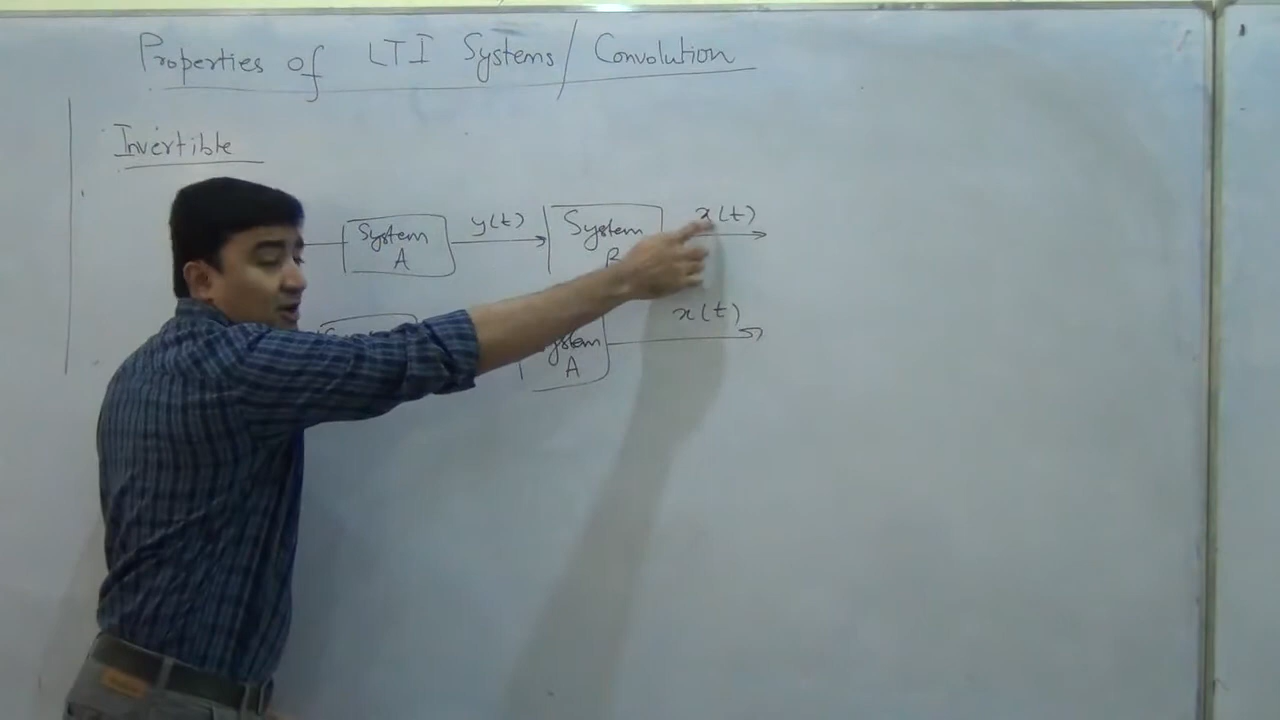 Properties of LTI Systems / Convolution
Invertible
System A y(t) System B x(t)
System A x(t)